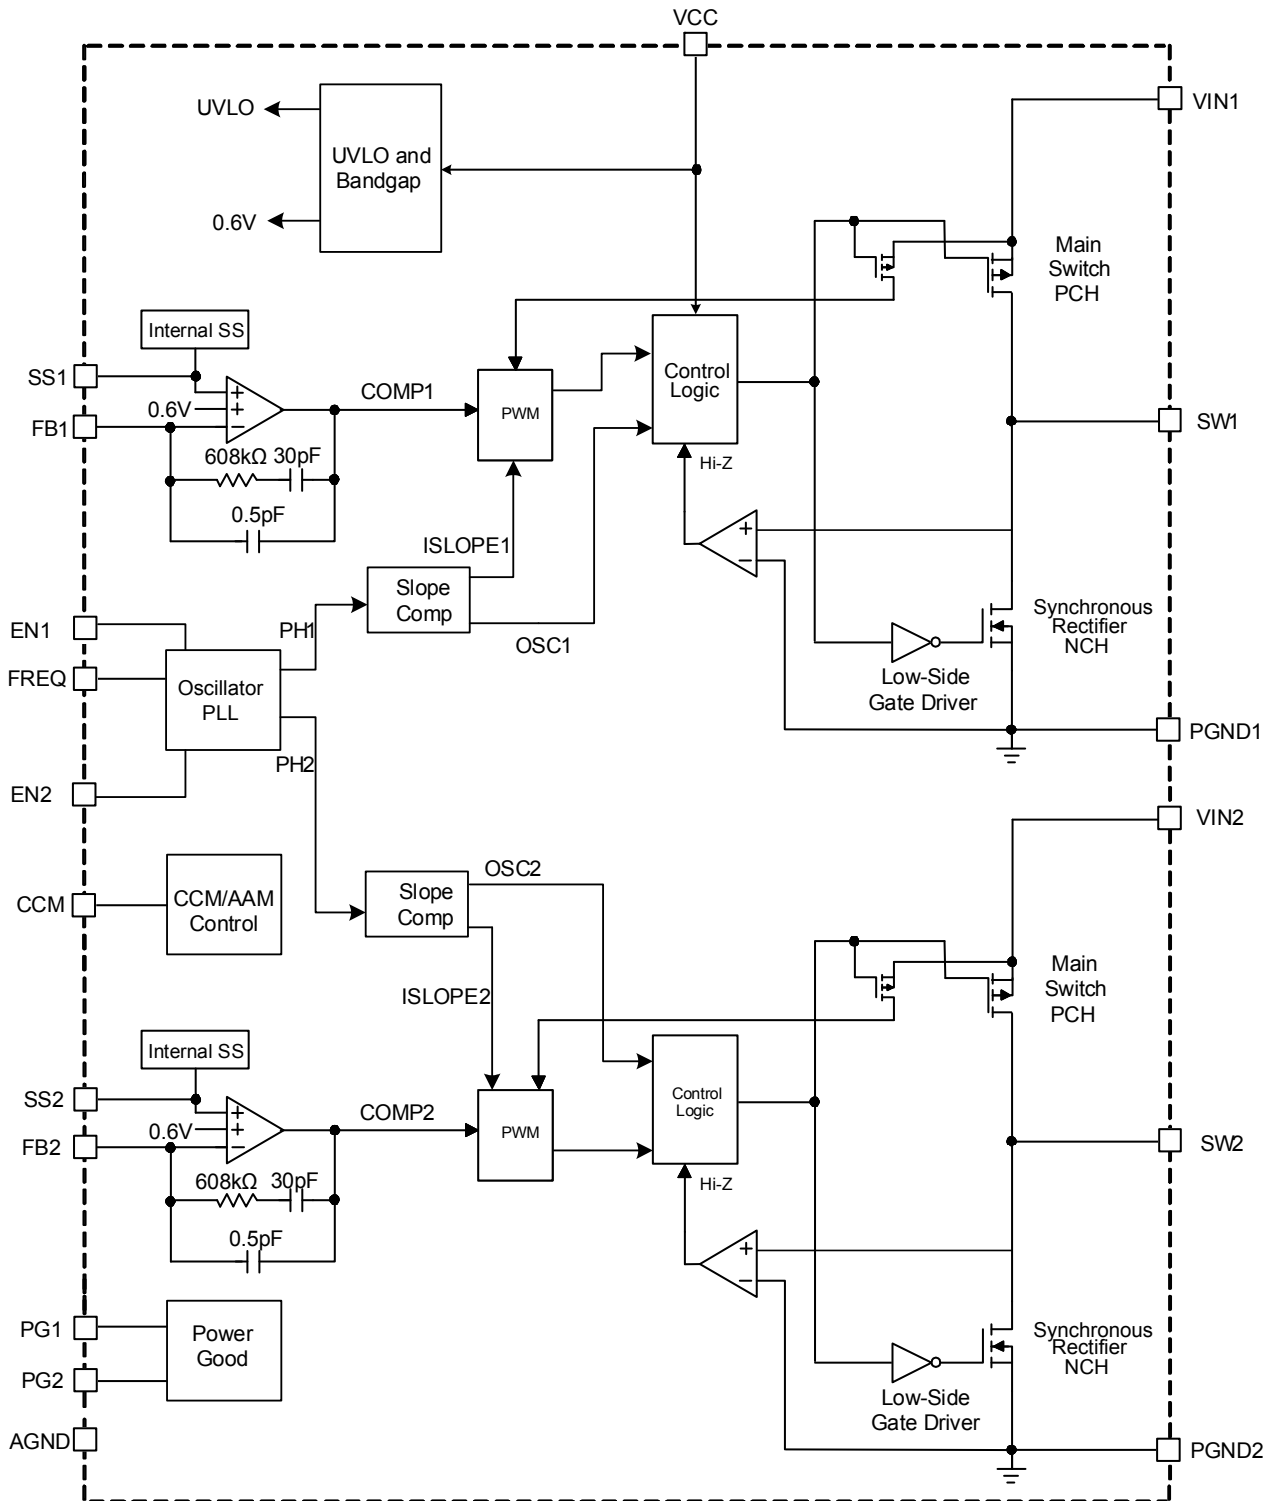 VCC
VIN1
UVLO
UVLO and
Bandgap
0.6V
Main
Switch
PCH
Internal SS
SS1
COMP1
Control
Logic
+
0.6V
+
PWM
FB1
−
SW1
608kΩ
30pF
Hi-Z
0.5pF
+
ISLOPE1
−
Slope
Comp
EN1
PH1
OSC1
Synchronous
Rectifier
NCH
FREQ
Oscillator
PLL
Low-Side
Gate Driver
PGND1
PH2
EN2
VIN2
OSC2
CCM
CCM/AAM
Control
Slope
Comp
Main
Switch
PCH
ISLOPE2
Internal SS
SS2
COMP2
Control
Logic
+
0.6V
+
PWM
FB2
−
SW2
608kΩ
30pF
Hi-Z
0.5pF
+
−
PG1
Power
Good
Synchronous
Rectifier
NCH
PG2
Low-Side
Gate Driver
AGND
PGND2